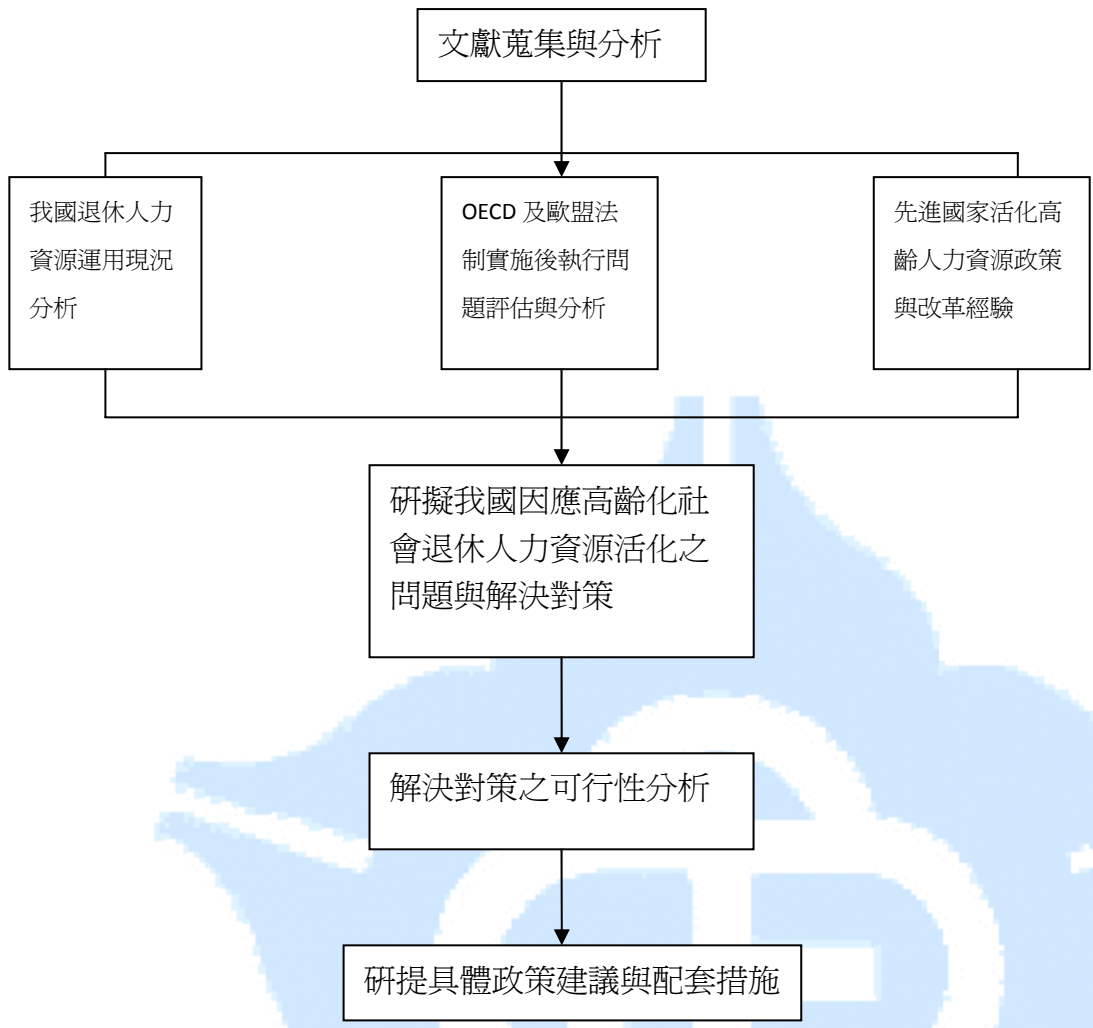 文獻蒐集與分析
我國退休人力
資源運用現況
分析
OECD 及歐盟法
制實施後執行問
題評估與分析
先進國家活化高
齡人力資源政策
與改革經驗
研擬我國因應高齡化社
會退休人力資源活化之
問題與解決對策
解決對策之可行性分析
研提具體政策建議與配套措施